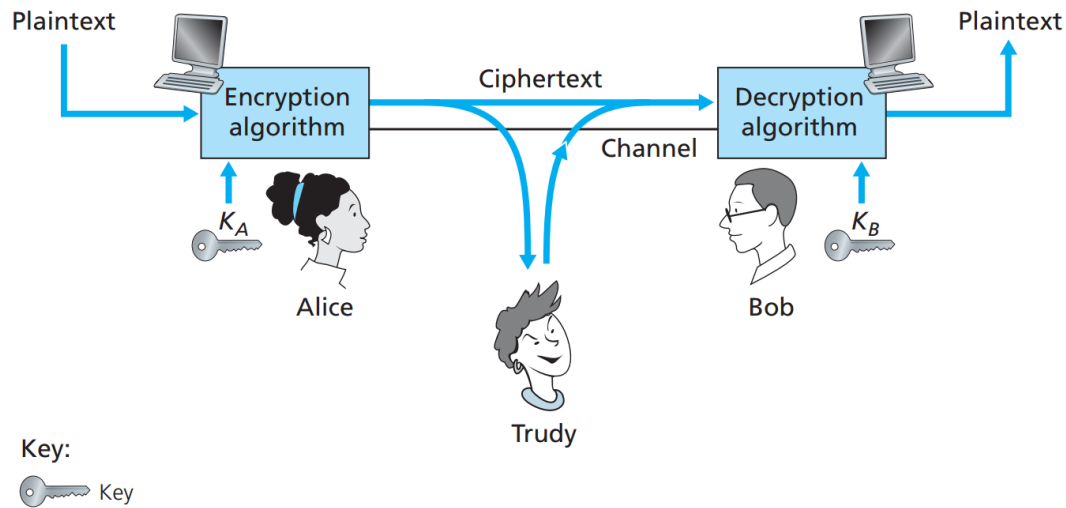 Plaintext
Plaintext
Ciphertext
Encryption
algorithm
Decryption
algorithm
Channel
K_A
K_B
Alice
Bob
Trudy
Key:
Key